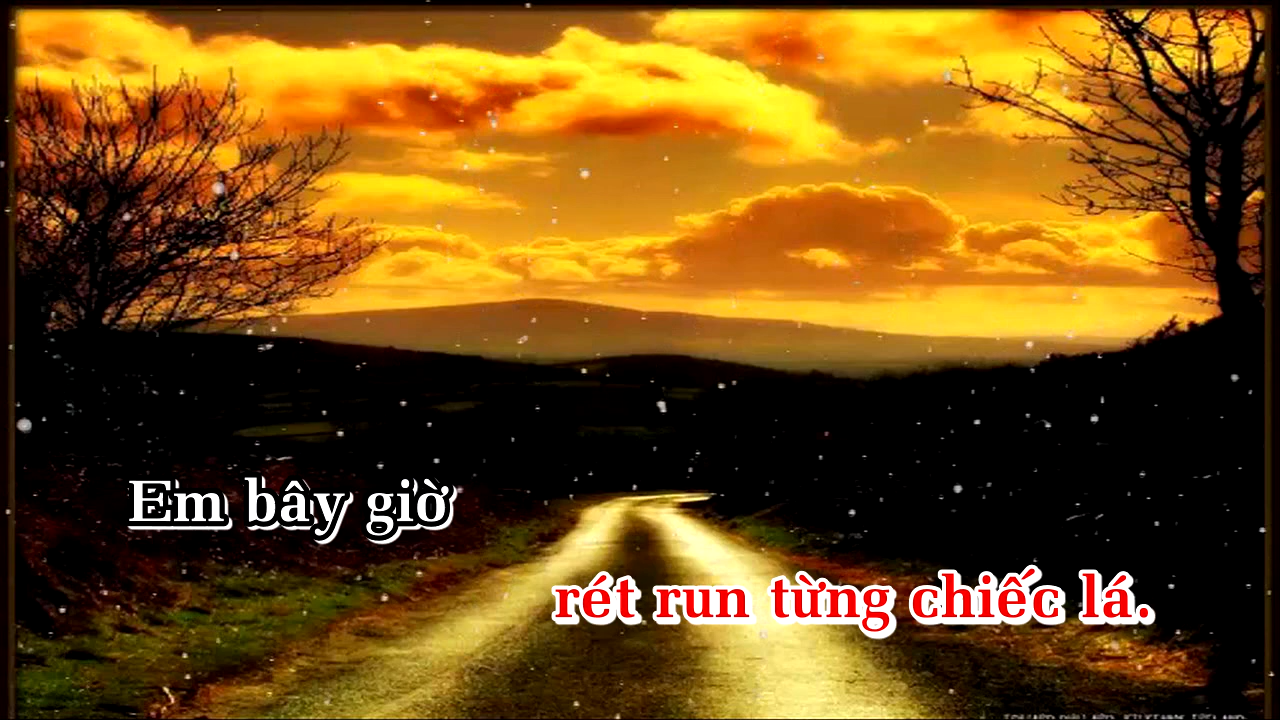 Em bây giờ
rét run từng chiếc lá.